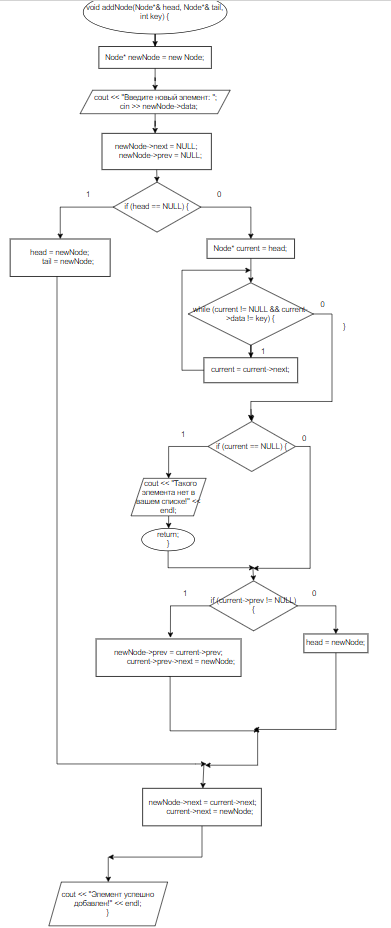 void addNode(Node*& head, Node*& tail,
int key) {
Node* newNode = new Node;
cout << "Введите новый элемент: ";
cin >> newNode->data;
newNode->next = NULL;
newNode->prev = NULL;
1
if (head == NULL) {
0
head = newNode;
tail = newNode;
Node* current = head;
while (current != NULL && current
->data != key) {
0
}
1
current = current->next;
1
if (current == NULL) {
0
cout << "Такого
элемента нет в
вашем списке!" <<
endl;
return;
}
1
if (current->prev != NULL)
{
0
newNode->prev = current->prev;
current->prev->next = newNode;
head = newNode;
newNode->next = current->next;
current->next = newNode;
cout << "Элемент успешно
добавлен!" << endl;
}